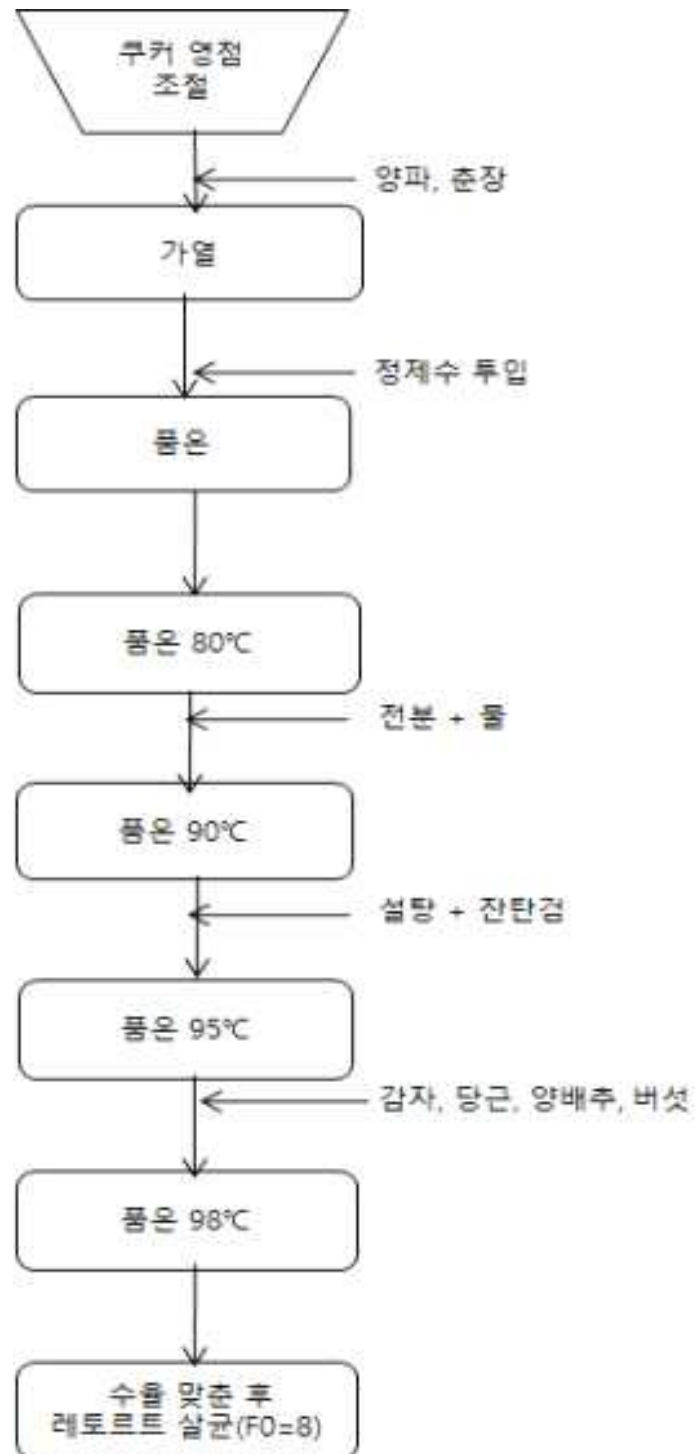 쿠커 영점
조절
양파, 춘장
가열
정제수 투입
품온
품온 80℃
전분 + 물
품온 90℃
설탕 + 잔탄검
품온 95℃
감자, 당근, 양배추, 버섯
품온 98℃
수율 맞춘 후
레토르트 살균(F0=8)